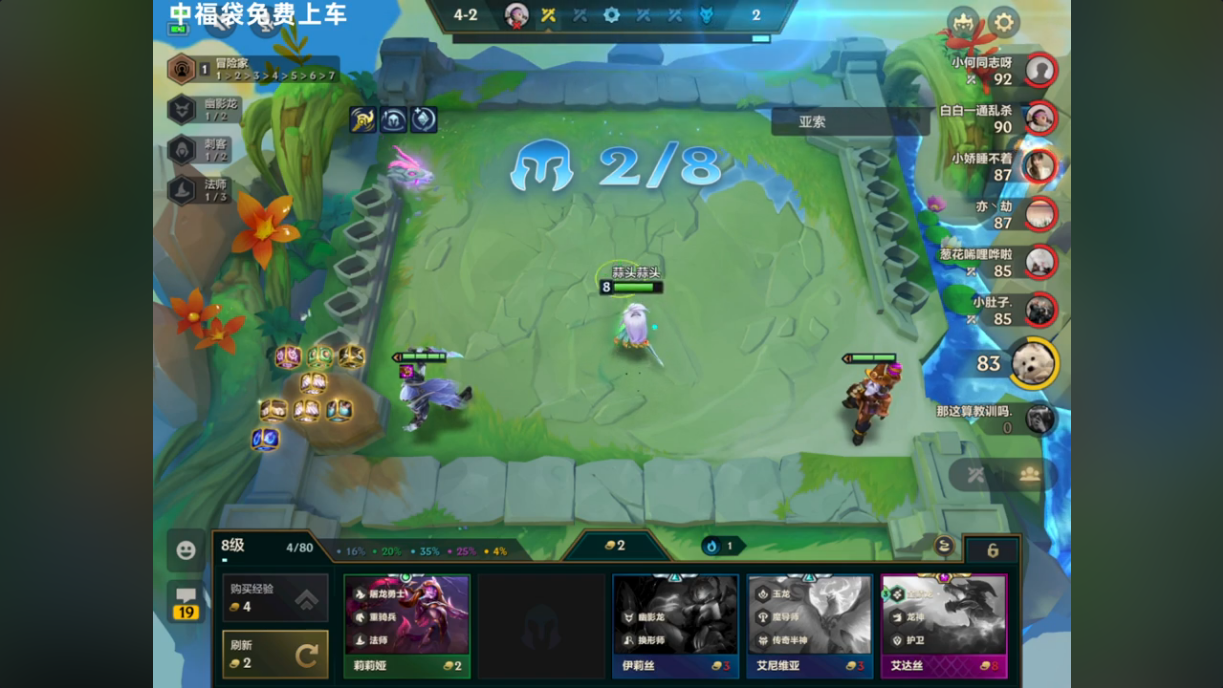 中福袋免费上车
4-2
2
1
冒险家
1>2>3>4>5>6>7
幽影龙
1/2
刺客
1/2
法师
1/3
2/8
亚索
小何同志呀
92
白白一通乱杀
90
小娇睡不着
87
亦丶劫
87
葱花唏哩哗啦
85
小肚子.
85
83
那这算教训吗.
0
蒜头蒜头
8
19
8级
4/80
16% 20% 35% 25% 4%
2
1
购买经验
4
刷新
2
屠龙勇士
重骑兵
法师
莉莉娅
2
幽影龙
换形师
伊莉丝
3
玉龙
魔导师
传奇半神
艾尼维亚
3
龙神
护卫
艾达丝
8